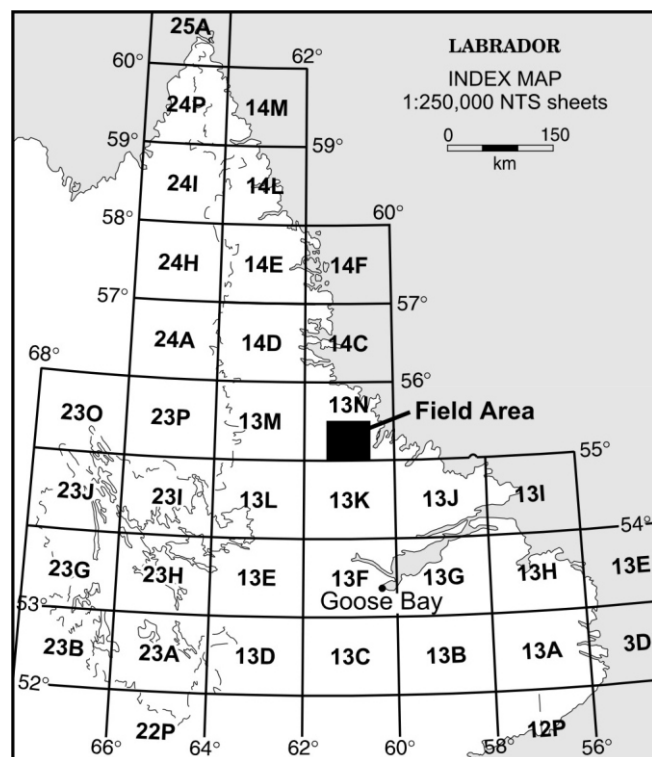 25A
LABRADOR
62°
INDEX MAP
60°
1:250,000 NTS sheets
24P
14M
0 150
km
59°
59°
24I
14L
58°
60°
24H
14E
14F
57°
57°
24A
14D
14C
68°
56°
13N
Field Area
23O
23P
13M
55°
23J
23I
13L
13K
13J
13I
54°
23G
23H
13E
13F
13G
13H
13E
Goose Bay
53°
23B
23A
13D
13C
13B
13A
3D
52°
22P
12P
66°
64°
62°
60°
58°
56°